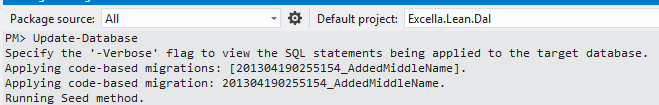 Package source: All Default project: Excella.Lean.Dal
PM> Update-Database
Specify the '-Verbose' flag to view the SQL statements being applied to the target database.
Applying code-based migrations: [201304190255154_AddedMiddleName].
Applying code-based migration: 201304190255154_AddedMiddleName.
Running Seed method.